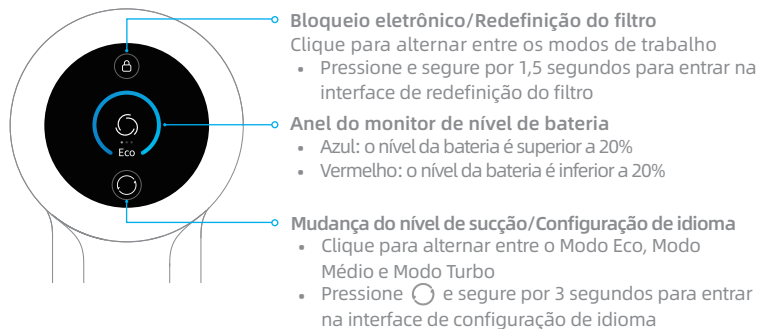 Bloqueio eletrônico/Redefinição do filtro
Clique para alternar entre os modos de trabalho
• Pressione e segure por 1,5 segundos para entrar na
interface de redefinição do filtro
Eco
Anel do monitor de nível de bateria
• Azul: o nível da bateria é superior a 20%
• Vermelho: o nível da bateria é inferior a 20%
Mudança do nível de sucção/Configuração de idioma
• Clique para alternar entre o Modo Eco, Modo
Médio e Modo Turbo
• Pressione e segure por 3 segundos para entrar
na interface de configuração de idioma